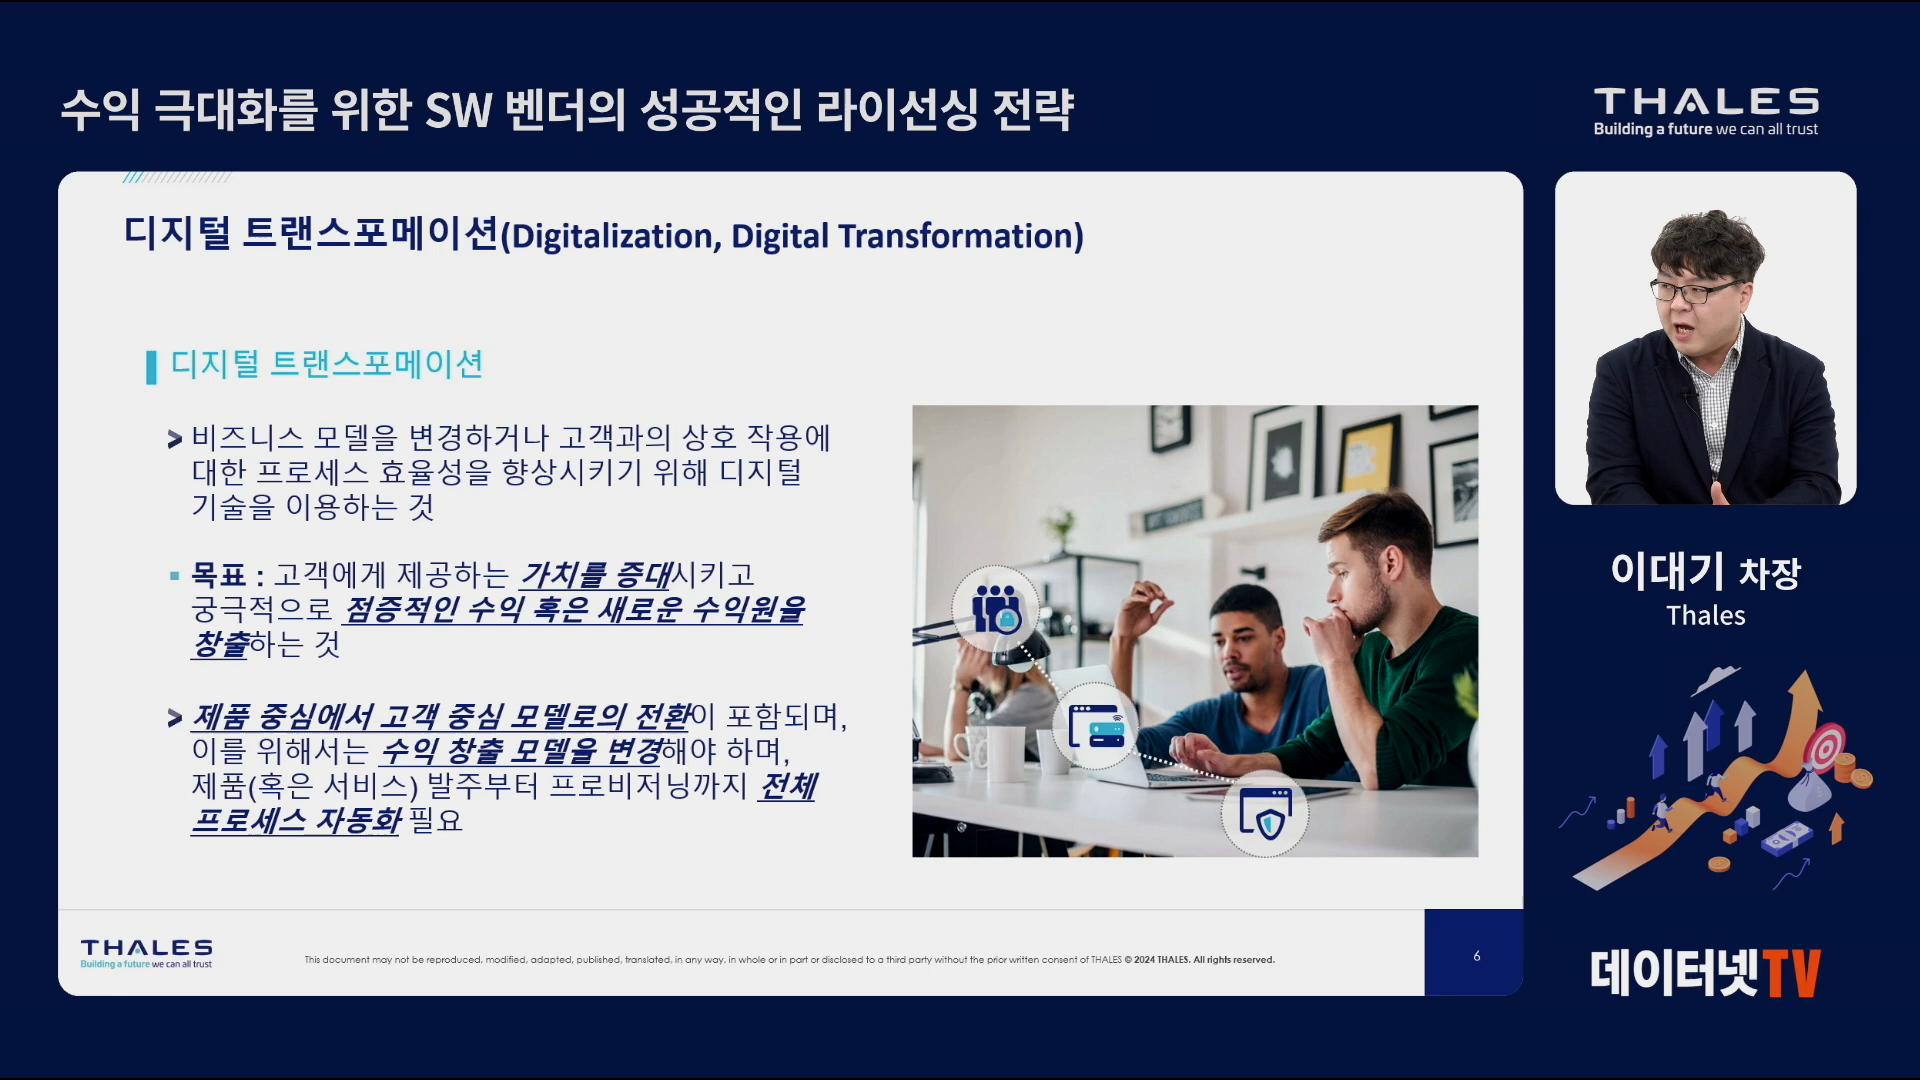 수익 극대화를 위한 SW 벤더의 성공적인 라이선싱 전략
THALES
Building a future we can all trust
디지털 트랜스포메이션(Digitalization, Digital Transformation)
디지털 트랜스포메이션
> 비즈니스 모델을 변경하거나 고객과의 상호 작용에
대한 프로세스 효율성을 향상시키기 위해 디지털
기술을 이용하는 것
목표 : 고객에게 제공하는 가치를 증대시키고
궁극적으로 점증적인 수익 혹은 새로운 수익원을
창출하는 것
> 제품 중심에서 고객 중심 모델로의 전환이 포함되며,
이를 위해서는 수익 창출 모델을 변경해야 하며,
제품(혹은 서비스) 발주부터 프로비저닝까지 전체
프로세스 자동화 필요
이대기 차장
Thales
THALES
Building a future we can all trust
This document may not be reproduced, modified, adapted, published, translated, in any way, in whole or in part or disclosed to a third party without the prior written consent of THALES © 2024 THALES. All rights reserved.
6
데이터넷TV